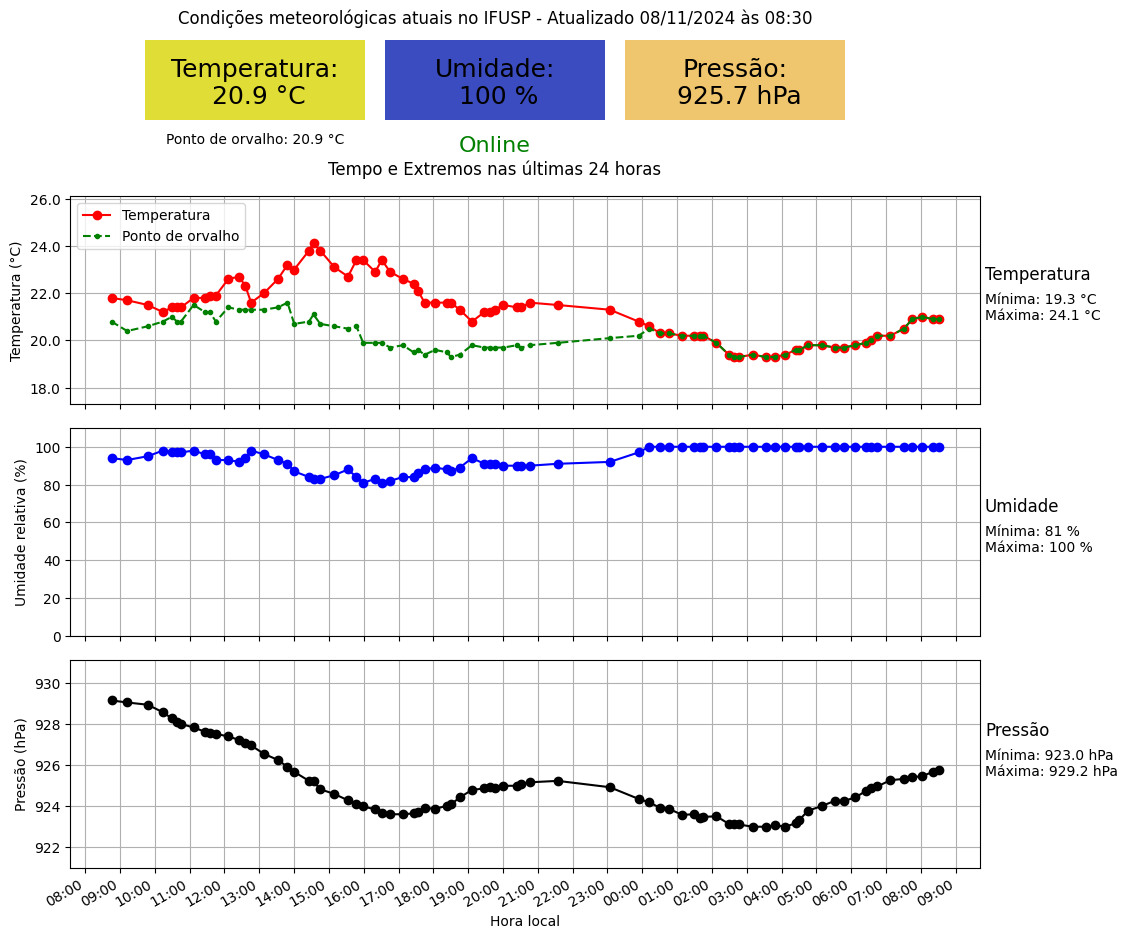 Condições meteorológicas atuais no IFUSP - Atualizado 08/11/2024 às 08:30
Temperatura:
20.9 °C
Umidade:
100 %
Pressão:
925.7 hPa
Ponto de orvalho: 20.9 °C
Online
Tempo e Extremos nas últimas 24 horas
Temperatura (°C)
26.0
24.0
22.0
20.0
18.0
Temperatura
Ponto de orvalho
Temperatura
Mínima: 19.3 °C
Máxima: 24.1 °C
Umidade relativa (%)
100
80
60
40
20
0
Umidade
Mínima: 81 %
Máxima: 100 %
Pressão (hPa)
930
928
926
924
922
Pressão
Mínima: 923.0 hPa
Máxima: 929.2 hPa
08:00
09:00
10:00
11:00
12:00
13:00
14:00
15:00
16:00
17:00
18:00
19:00
20:00
21:00
22:00
23:00
00:00
01:00
02:00
03:00
04:00
05:00
06:00
07:00
08:00
09:00
Hora local